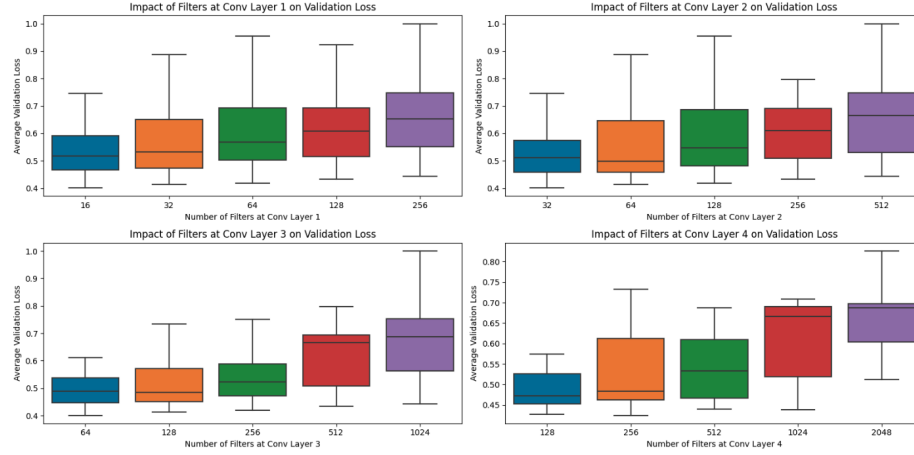 Impact of Filters at Conv Layer 1 on Validation Loss
1.0
0.9
0.8
0.7
0.6
0.5
0.4
Average Validation Loss
16 32 64 128 256
Number of Filters at Conv Layer 1
Impact of Filters at Conv Layer 2 on Validation Loss
1.0
0.9
0.8
0.7
0.6
0.5
0.4
Average Validation Loss
32 64 128 256 512
Number of Filters at Conv Layer 2
Impact of Filters at Conv Layer 3 on Validation Loss
1.0
0.9
0.8
0.7
0.6
0.5
0.4
Average Validation Loss
64 128 256 512 1024
Number of Filters at Conv Layer 3
Impact of Filters at Conv Layer 4 on Validation Loss
0.80
0.75
0.70
0.65
0.60
0.55
0.50
0.45
Average Validation Loss
128 256 512 1024 2048
Number of Filters at Conv Layer 4